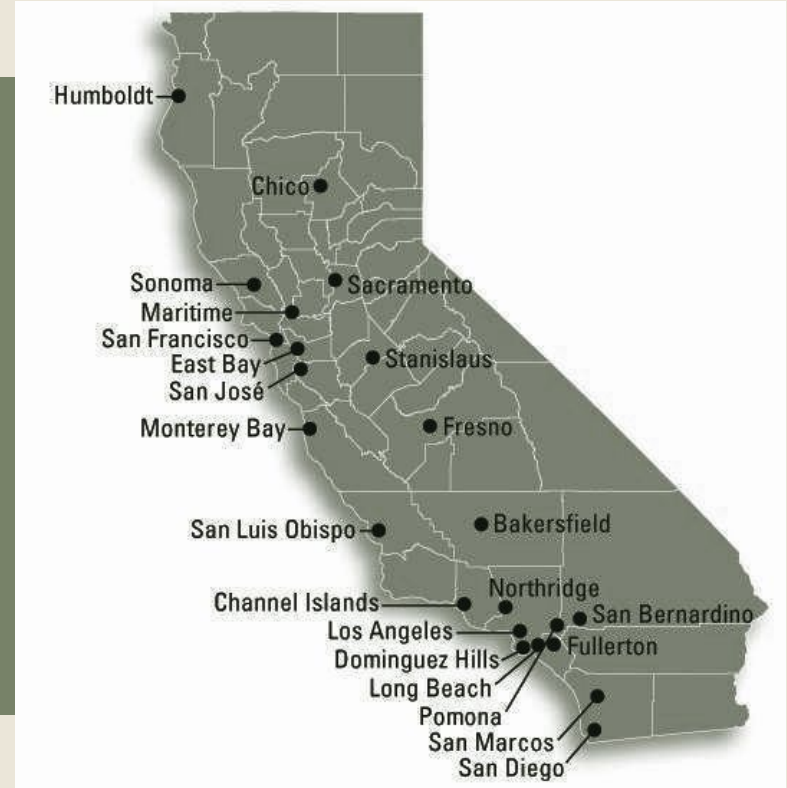 Humboldt
Chico
Sonoma
Sacramento
Maritime
San Francisco
East Bay
Stanislaus
San José
Monterey Bay
Fresno
San Luis Obispo
Bakersfield
Northridge
Channel Islands
San Bernardino
Los Angeles
Fullerton
Dominguez Hills
Long Beach
Pomona
San Marcos
San Diego